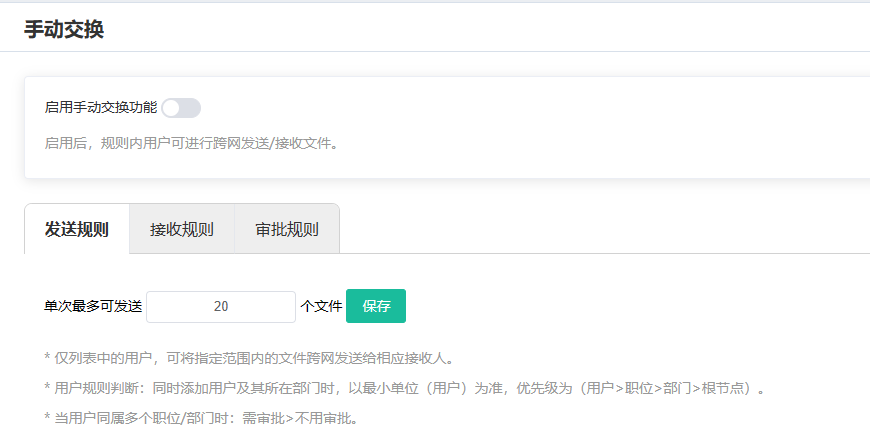 手动交换
启用手动交换功能
启用后，规则内用户可进行跨网发送/接收文件。
发送规则 接收规则 审批规则
单次最多可发送 20 个文件 保存
* 仅列表中的用户，可将指定范围内的文件跨网发送给相应接收人。
* 用户规则判断：同时添加用户及其所在部门时，以最小单位（用户）为准，优先级为（用户>职位>部门>根节点）。
* 当用户同属多个职位/部门时：需审批>不用审批。